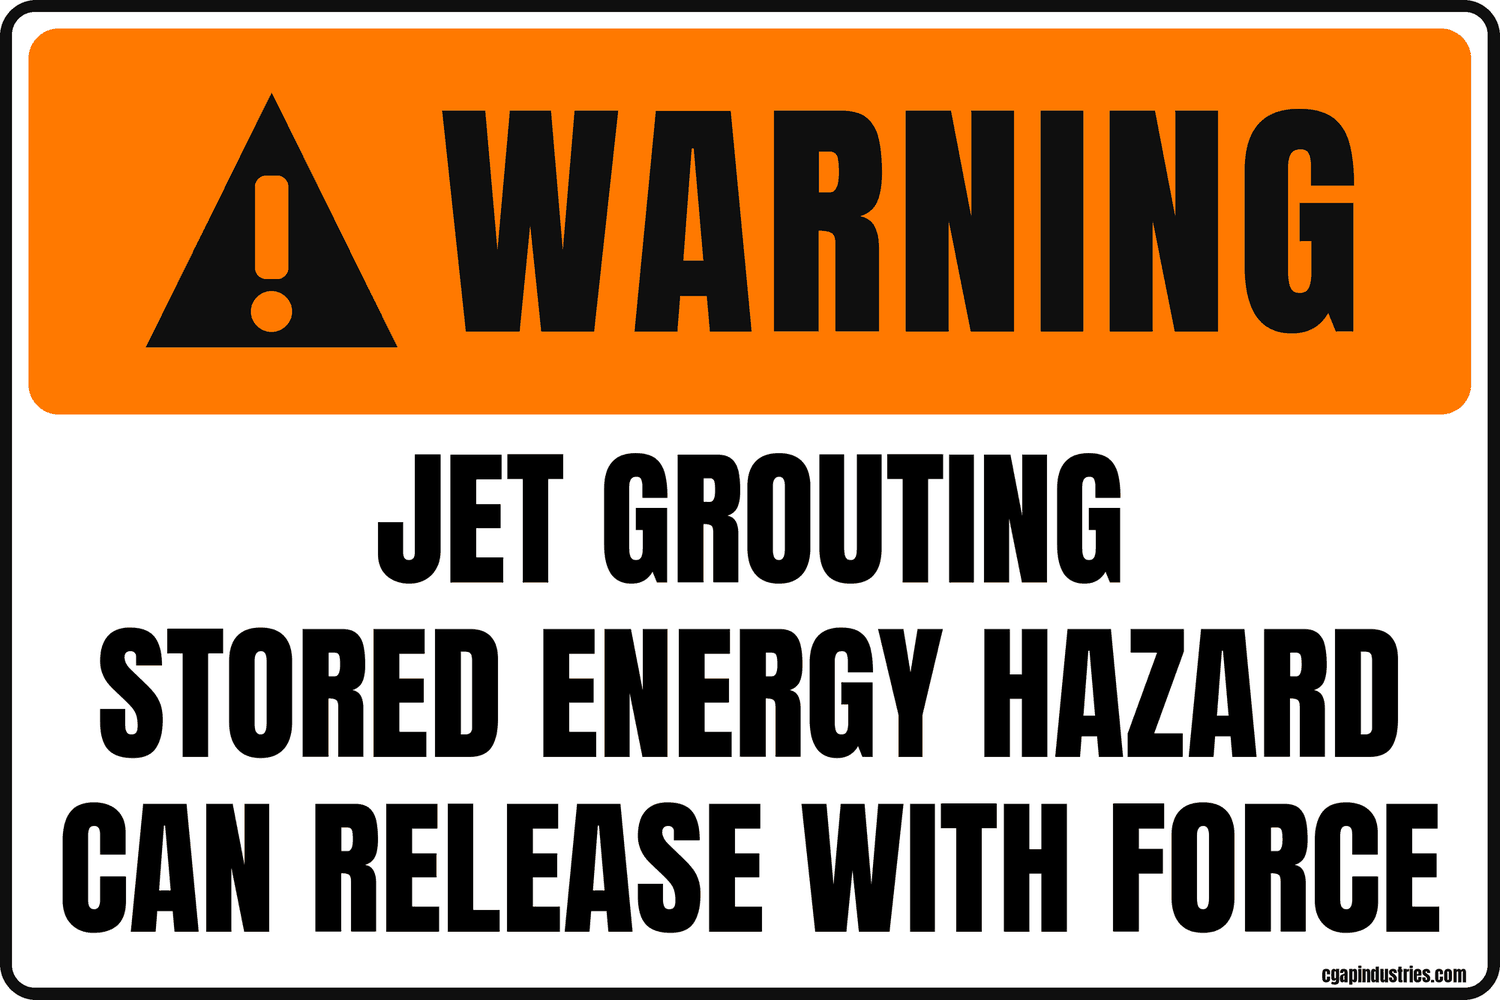 WARNING
JET GROUTING
STORED ENERGY HAZARD
CAN RELEASE WITH FORCE
cgapindustries.com